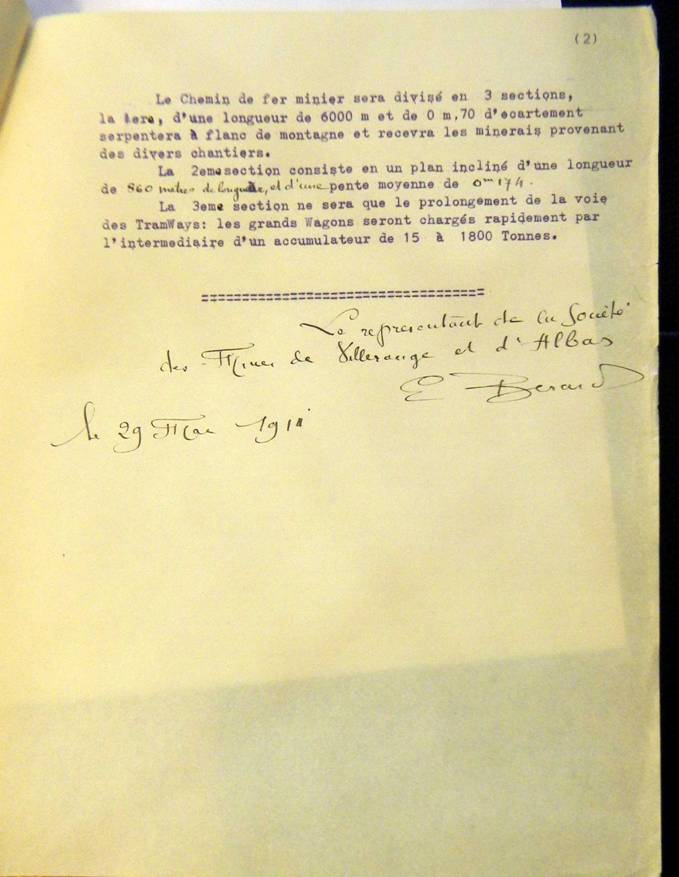 (2)
Le Chemin de fer minier sera divisé en 3 sections,
la 1ere, d'une longueur de 6000 m et de 0 m,70 d'ecartement
serpentera à flanc de montagne et recevra les minerais provenant
des divers chantiers.
La 2eme section consiste en un plan incliné d'une longueur
de 860 mètres de longueur, et d'une pente moyenne de 0m 174.
La 3eme section ne sera que le prolongement de la voie
des TramWays: les grands Wagons seront chargés rapidement par
l'intermediaire d'un accumulateur de 15 à 1800 Tonnes.
==================================
Le représentant de la Société
des Mines de Villerange et d'Albas
E Berard
le 29 Mai 1911